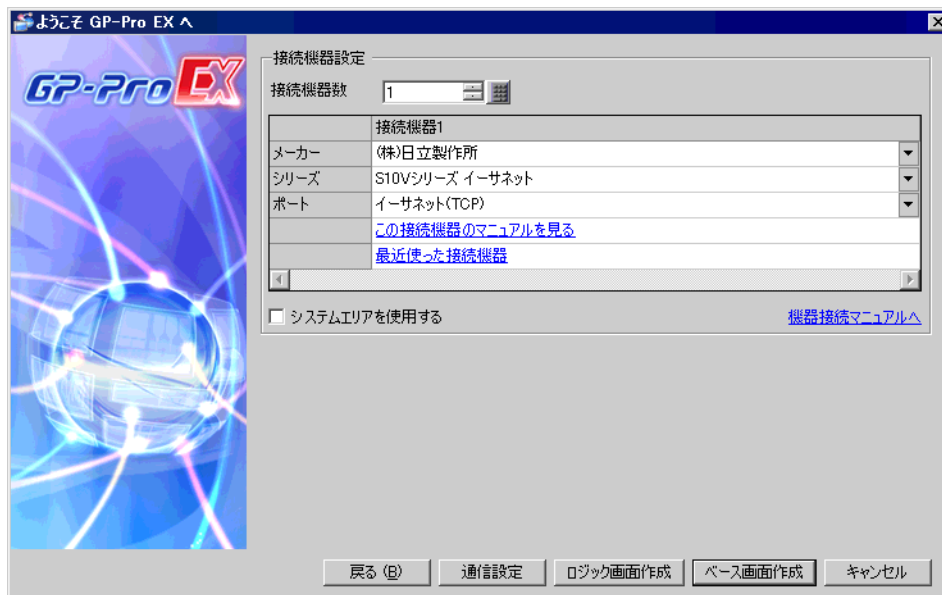 ようこそ GP-Pro EX へ
GP-Pro EX
接続機器設定
接続機器数 1
接続機器1
メーカー (株)日立製作所
シリーズ S10Vシリーズ イーサネット
ポート イーサネット(TCP)
この接続機器のマニュアルを見る
最近使った接続機器
システムエリアを使用する 機器接続マニュアルへ
戻る (B) 通信設定 ロジック画面作成 ベース画面作成 キャンセル